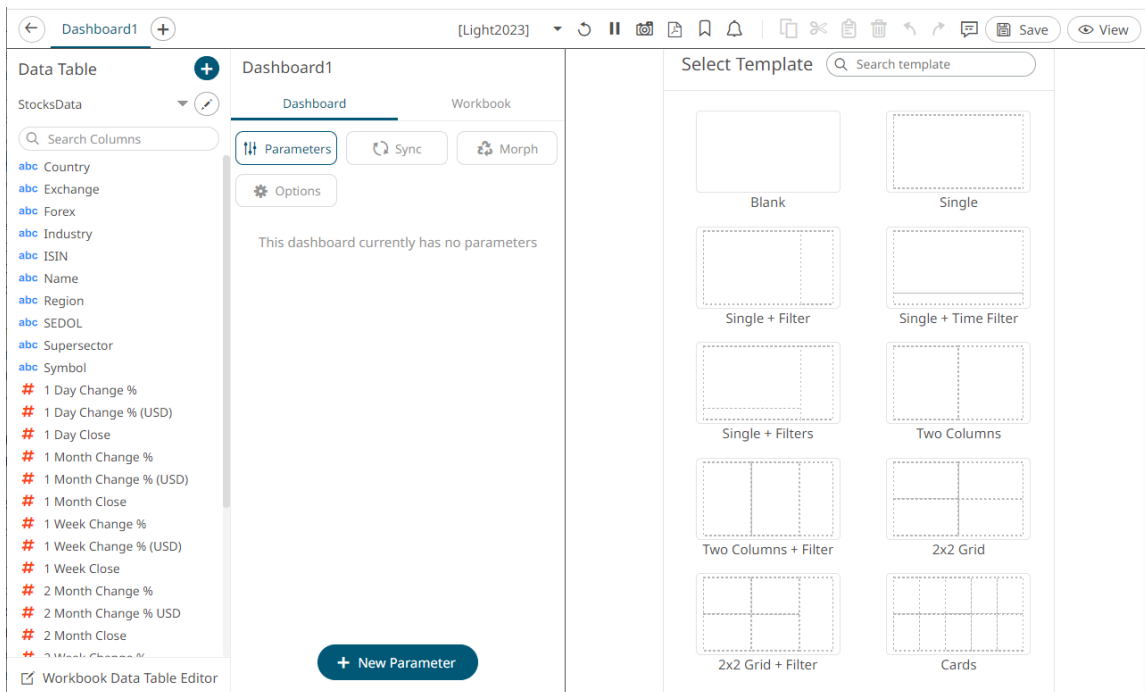 Dashboard1
[Light2023]
Save
View
Data Table
StocksData
Search Columns
abc Country
abc Exchange
abc Forex
abc Industry
abc ISIN
abc Name
abc Region
abc SEDOL
abc Supersector
abc Symbol
# 1 Day Change %
# 1 Day Change % (USD)
# 1 Day Close
# 1 Month Change %
# 1 Month Change % (USD)
# 1 Month Close
# 1 Week Change %
# 1 Week Change % (USD)
# 1 Week Close
# 2 Month Change %
# 2 Month Change % USD
# 2 Month Close
# 2 Week Change %
Workbook Data Table Editor
Dashboard1
Dashboard
Workbook
Parameters
Sync
Morph
Options
This dashboard currently has no parameters
+ New Parameter
Select Template
Search template
Blank
Single
Single + Filter
Single + Time Filter
Single + Filters
Two Columns
Two Columns + Filter
2x2 Grid
2x2 Grid + Filter
Cards